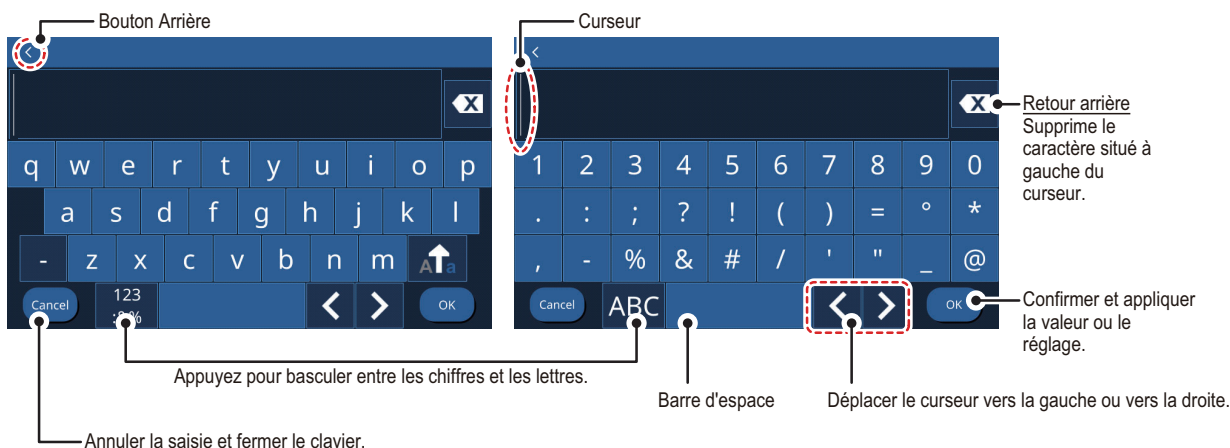 Bouton Arrière
Curseur
<
<
X
X
Retour arrière
Supprime le
caractère situé à
gauche du
curseur.
q w e r t y u i o p
a s d f g h j k l
- z x c v b n m A a
Cancel
123
:&%
< >
OK
1 2 3 4 5 6 7 8 9 0
. : ; ? ! ( ) = ° *
, - % & # / ' " _ @
Cancel
ABC
< >
OK
Confirmer et appliquer
la valeur ou le
réglage.
Appuyez pour basculer entre les chiffres et les lettres.
Barre d'espace
Déplacer le curseur vers la gauche ou vers la droite.
Annuler la saisie et fermer le clavier.